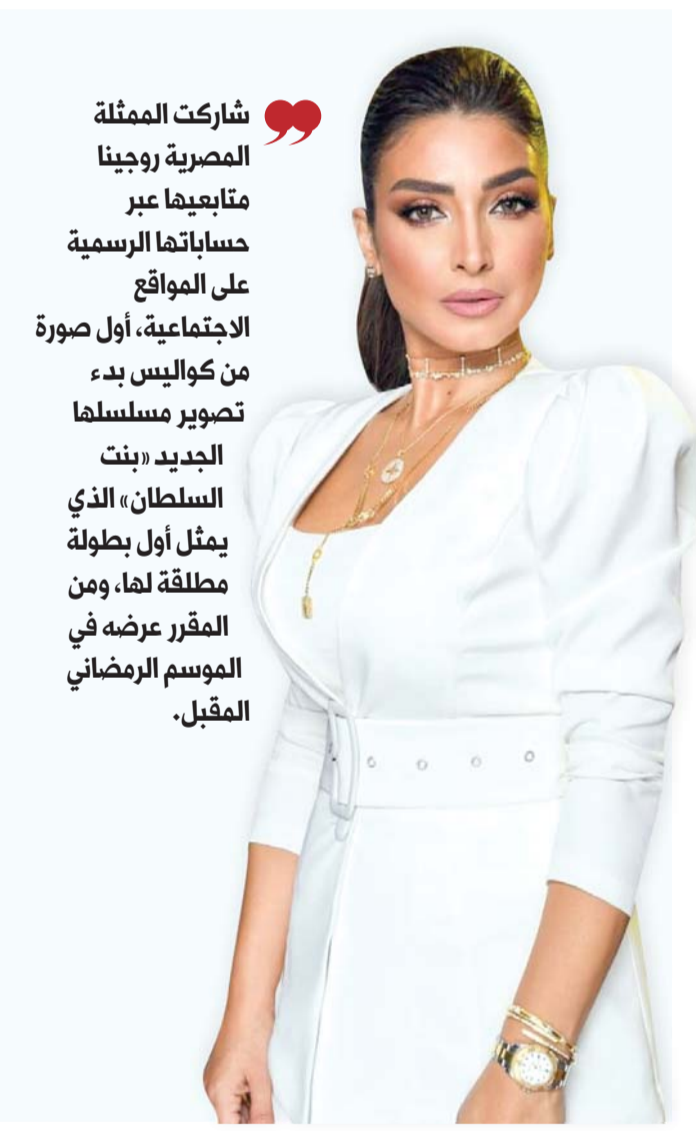 شاركت الممثلة
المصرية روجينا
متابعيها عبر
حساباتها الرسمية
على المواقع
الاجتماعية، أول صورة
من كواليس بدء
تصوير مسلسلها
الجديد «بنت
السلطان» الذي
يمثل أول بطولة
مطلقة لها، ومن
المقرر عرضه في
الموسم الرمضاني
المقبل.